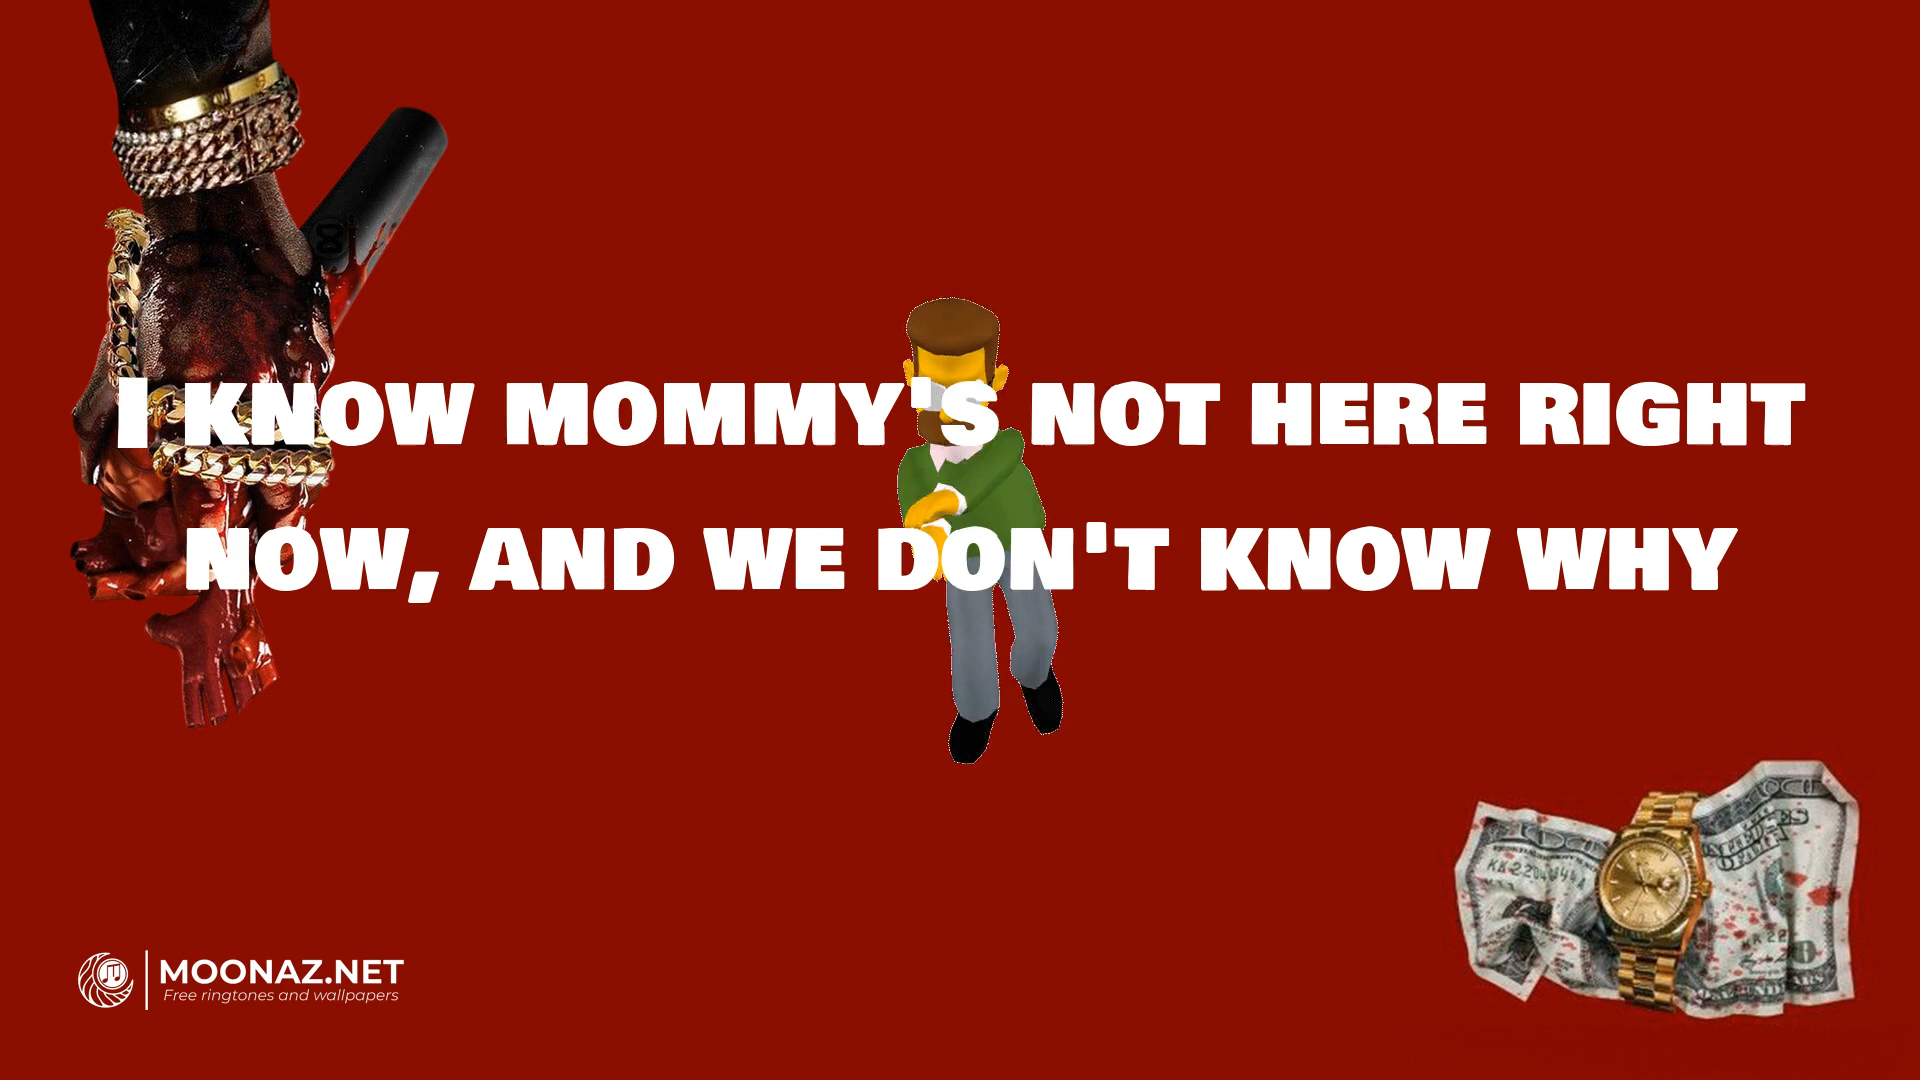 I KNOW MOMMY'S NOT HERE RIGHT
NOW, AND WE DON'T KNOW WHY
MOONAZ.NET
Free ringtones and wallpapers